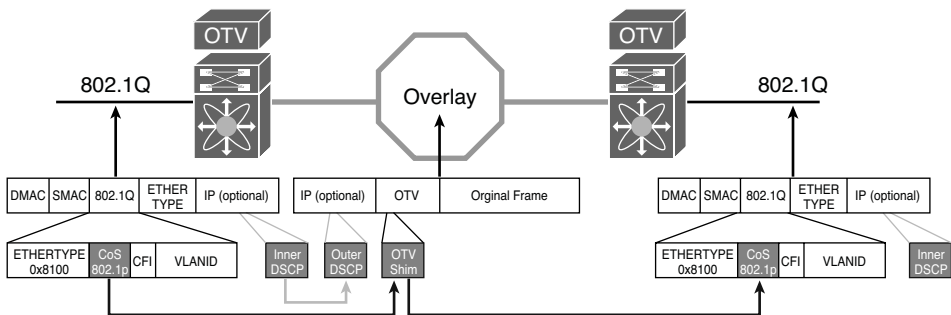 OTV
OTV
802.1Q
Overlay
802.1Q
DMAC
SMAC
802.1Q
ETHER
TYPE
IP (optional)
IP (optional)
OTV
Orginal Frame
DMAC
SMAC
802.1Q
ETHER
TYPE
IP (optional)
ETHERTYPE
0x8100
CoS
802.1p
CFI
VLANID
Inner
DSCP
Outer
DSCP
OTV
Shim
ETHERTYPE
0x8100
CoS
802.1p
CFI
VLANID
Inner
DSCP